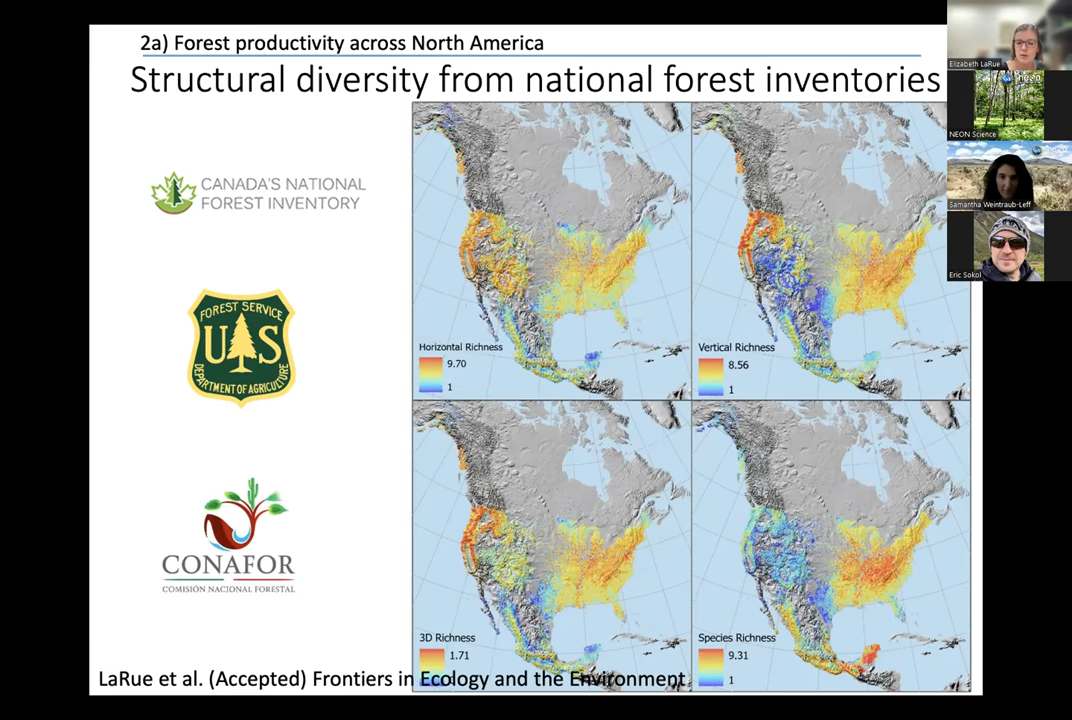 2a) Forest productivity across North America
Structural diversity from national forest inventories
CANADA'S NATIONAL
FOREST INVENTORY
FOREST SERVICE
US
DEPARTMENT OF AGRICULTURE
CONAFOR
COMISIÓN NACIONAL FORESTAL
Horizontal Richness
9.70
1
Vertical Richness
8.56
1
3D Richness
1.71
Species Richness
9.31
1
LaRue et al. (Accepted) Frontiers in Ecology and the Environment
Elizabeth LaRue
NEON Science
Samantha Weintraub-Leff
Eric Sokol